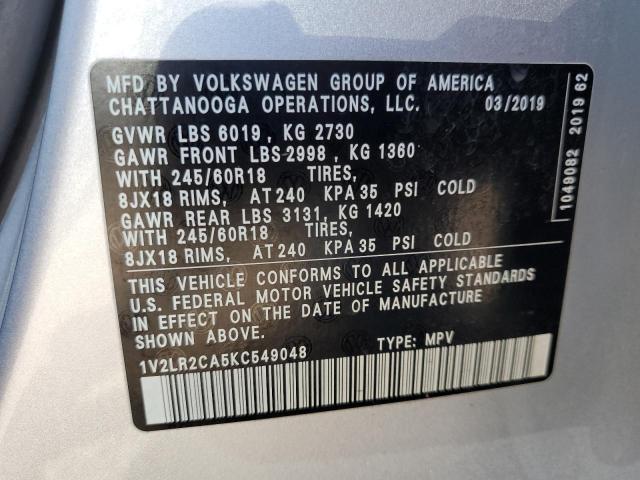 MFD BY VOLKSWAGEN GROUP OF AMERICA
CHATTANOOGA OPERATIONS, LLC. 03/2019
GVWR LBS 6019 , KG 2730
GAWR FRONT LBS 2998 , KG 1360
WITH 245/60R18 TIRES,
8JX18 RIMS, AT 240 KPA 35 PSI COLD
GAWR REAR LBS 3131, KG 1420
WITH 245/60R18 TIRES,
8JX18 RIMS, AT 240 KPA 35 PSI COLD
THIS VEHICLE CONFORMS TO ALL APPLICABLE
U.S. FEDERAL MOTOR VEHICLE SAFETY STANDARDS
IN EFFECT ON THE DATE OF MANUFACTURE
SHOWN ABOVE.
1V2LR2CA5KC549048 TYPE: MPV
1049082 2019 62